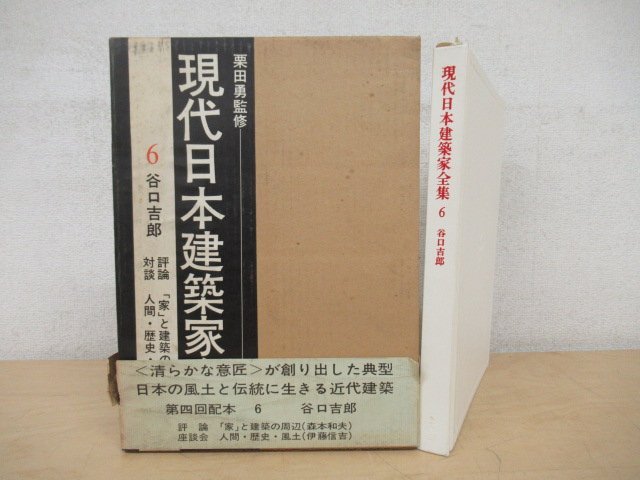 栗田勇監修
現代日本建築家
6 谷口吉郎
評論 「家」と建築の
対談 人間・歴史・
<清らかな意匠>が創り出した典型
日本の風土と伝統に生きる近代建築
第四回配本 6 谷口吉郎
評論 「家」と建築の周辺(森本和夫)
座談会 人間・歴史・風土(伊藤信吉)
現代日本建築家全集 6 谷口吉郎